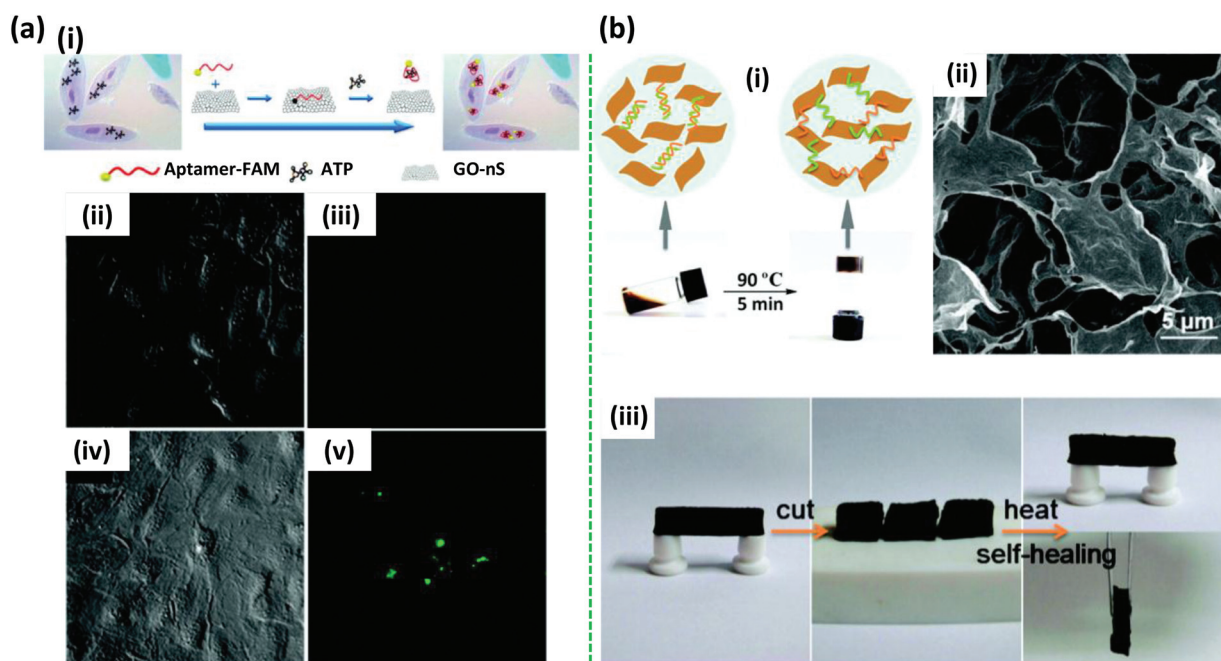 (a)
(i)
Aptamer-FAM
ATP
GO-nS
(ii)
(iii)
(iv)
(v)
(b)
(i)
90 °C
5 min
(ii)
5 µm
(iii)
cut
heat
self-healing